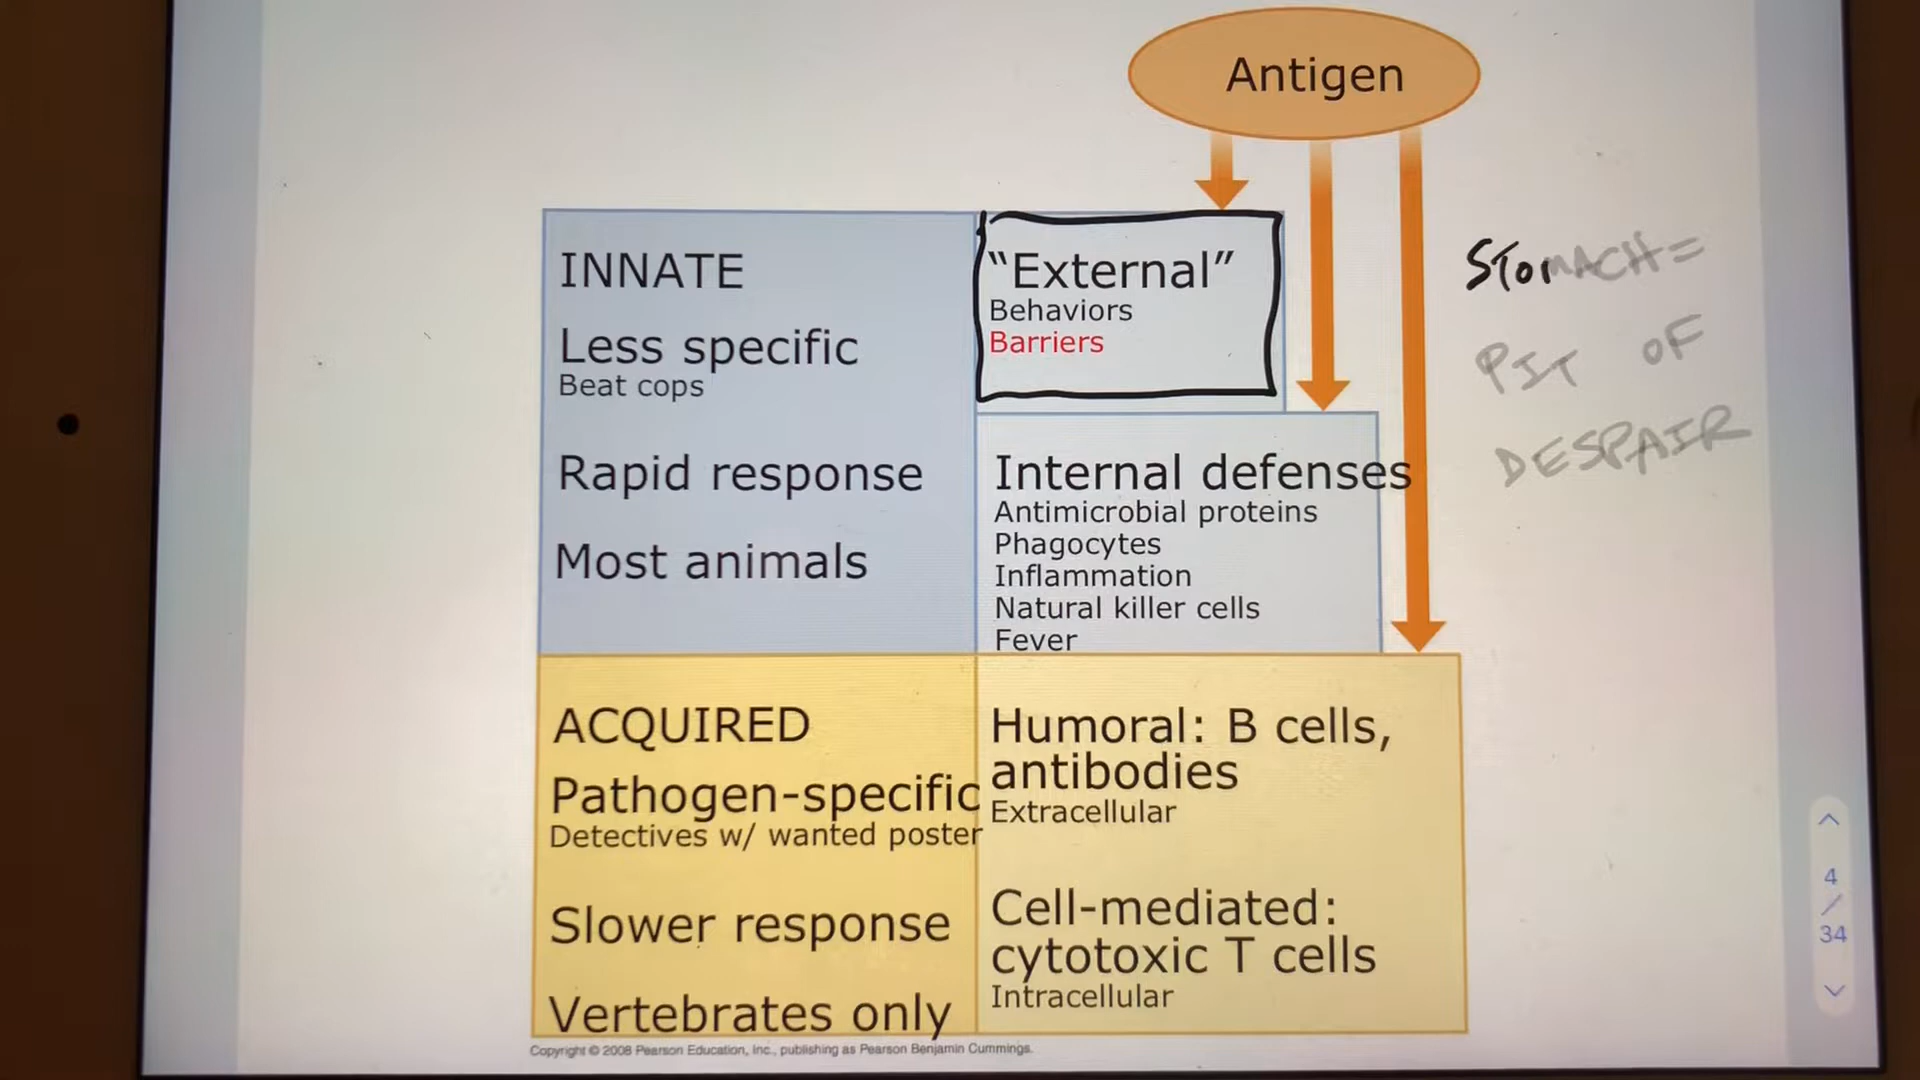 Antigen
INNATE
Less specific
Beat cops
Rapid response
Most animals
“External”
Behaviors
Barriers
STOMACH=
PIT OF
DESPAIR
Internal defenses
Antimicrobial proteins
Phagocytes
Inflammation
Natural killer cells
Fever
ACQUIRED
Pathogen-specific
Detectives w/ wanted poster
Slower response
Vertebrates only
Humoral: B cells,
antibodies
Extracellular
Cell-mediated:
cytotoxic T cells
Intracellular
4
/
34
Copyright © 2008 Pearson Education, Inc., publishing as Pearson Benjamin Cummings.